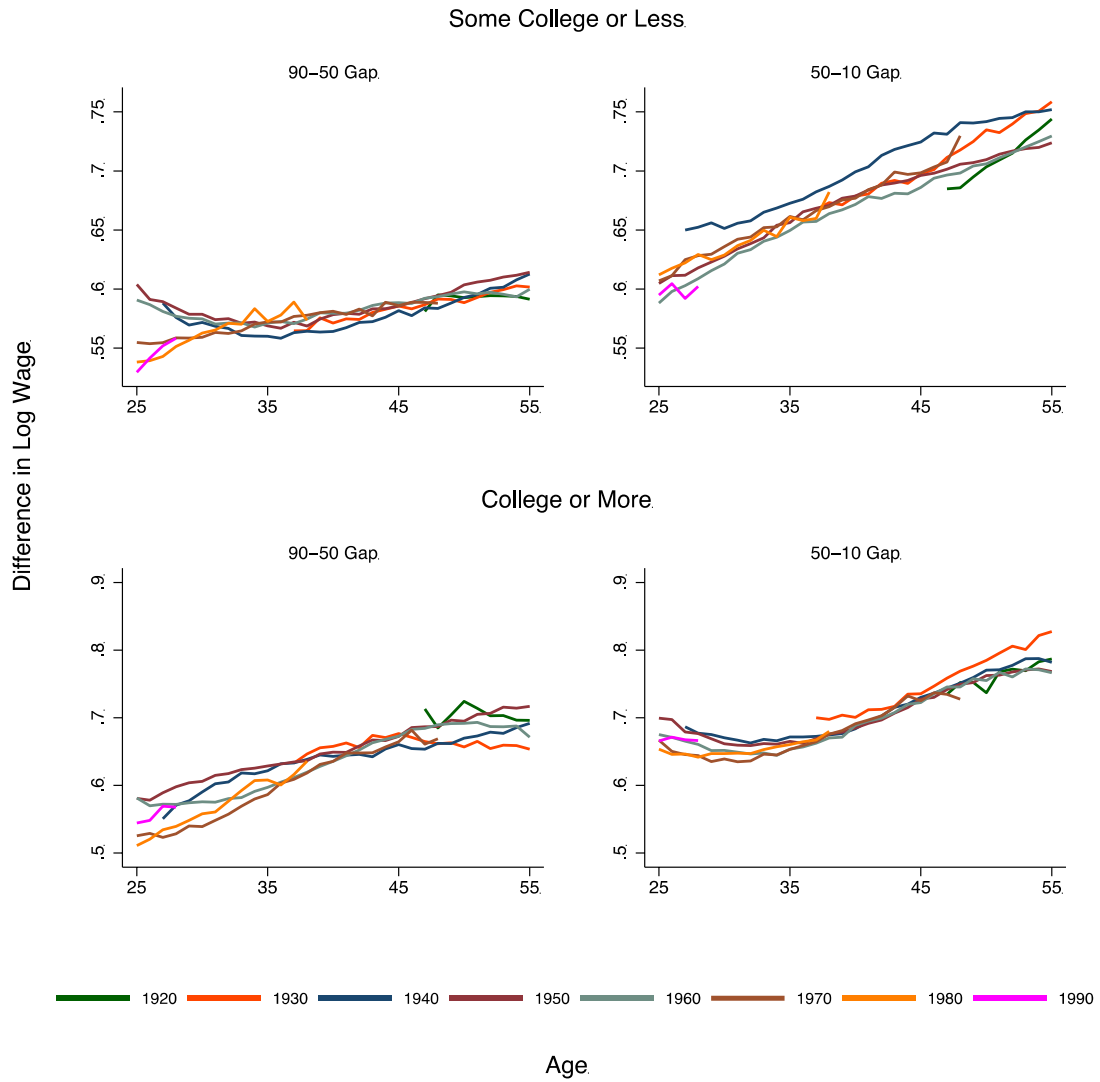 Some College or Less.
90–50 Gap. 50–10 Gap.
.75. .75.
.7. .7.
.65. .65.
.6. .6.
.55. .55.
25 35 45 55. 25 35 45 55.
Difference in Log Wage.
College or More.
90–50 Gap. 50–10 Gap.
.9. .9.
.8. .8.
.7. .7.
.6. .6.
.5. .5.
25 35 45 55. 25 35 45 55.
1920 1930 1940 1950 1960 1970 1980 1990
Age.